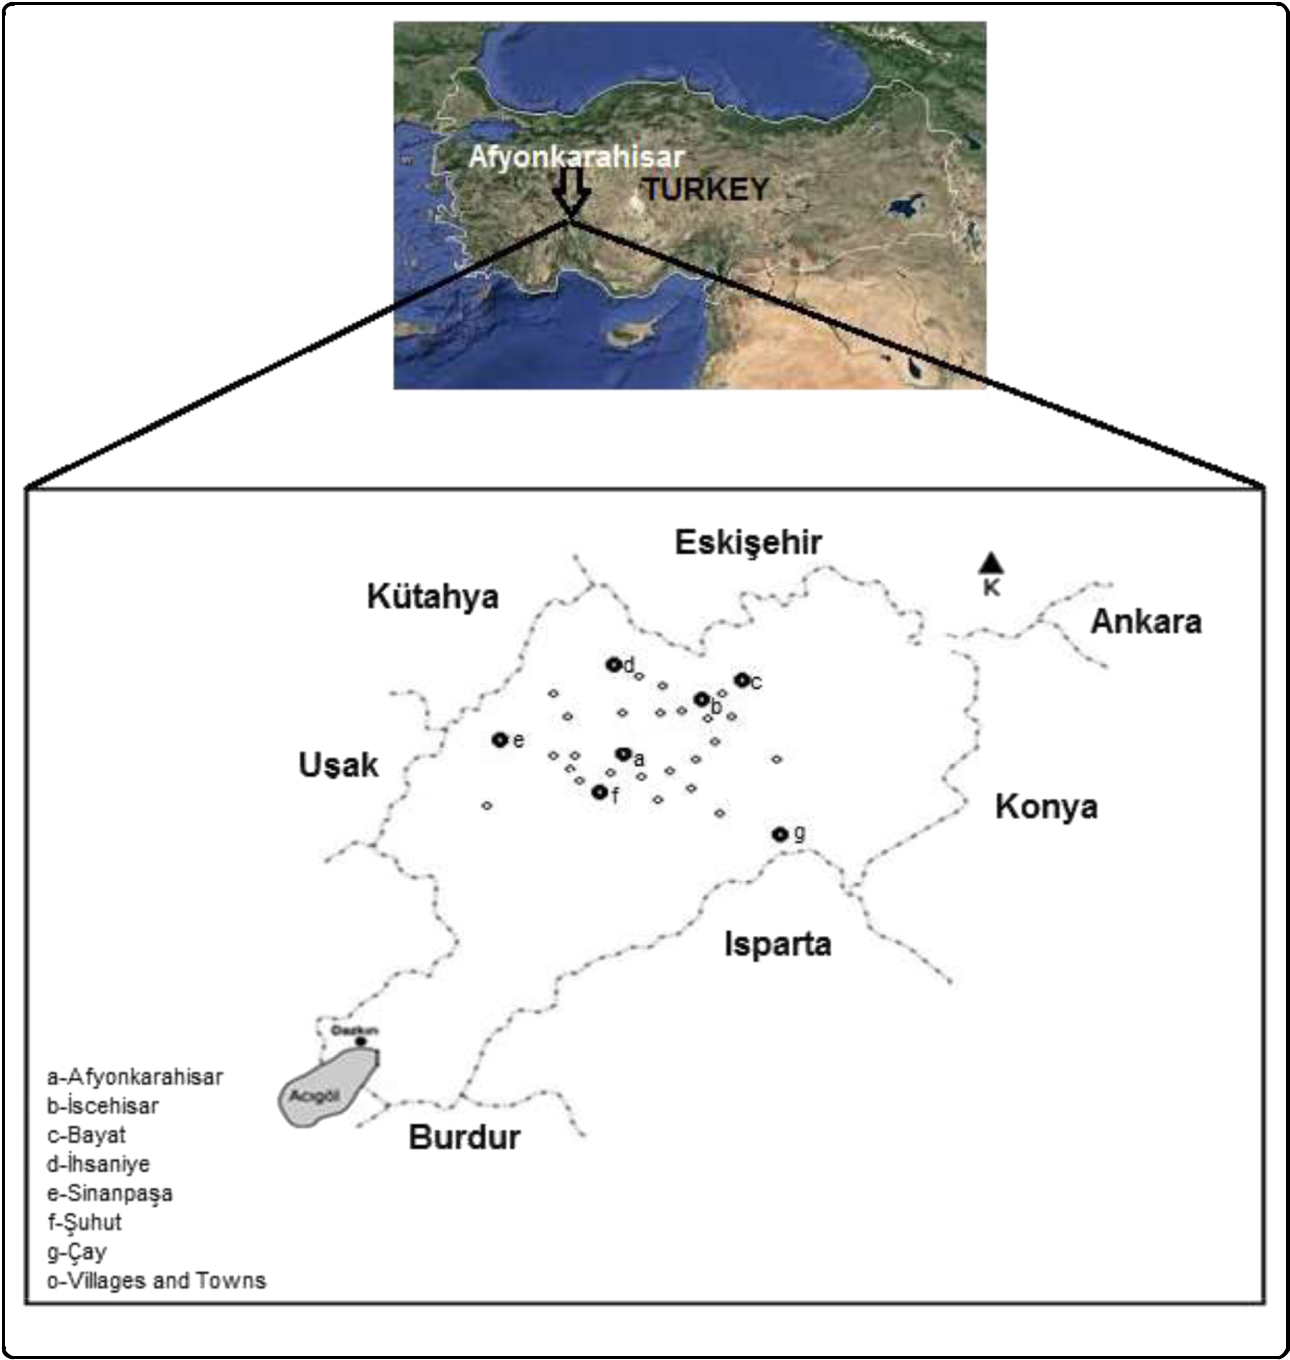 Afyonkarahisar
TURKEY
Eskişehir
Kütahya
K
Ankara
d
c
b
e
a
Uşak
f
Konya
g
Isparta
Dazkırı
Acıgöl
Burdur
a-Afyonkarahisar
b-İscehisar
c-Bayat
d-İhsaniye
e-Sinanpaşa
f-Şuhut
g-Çay
o-Villages and Towns